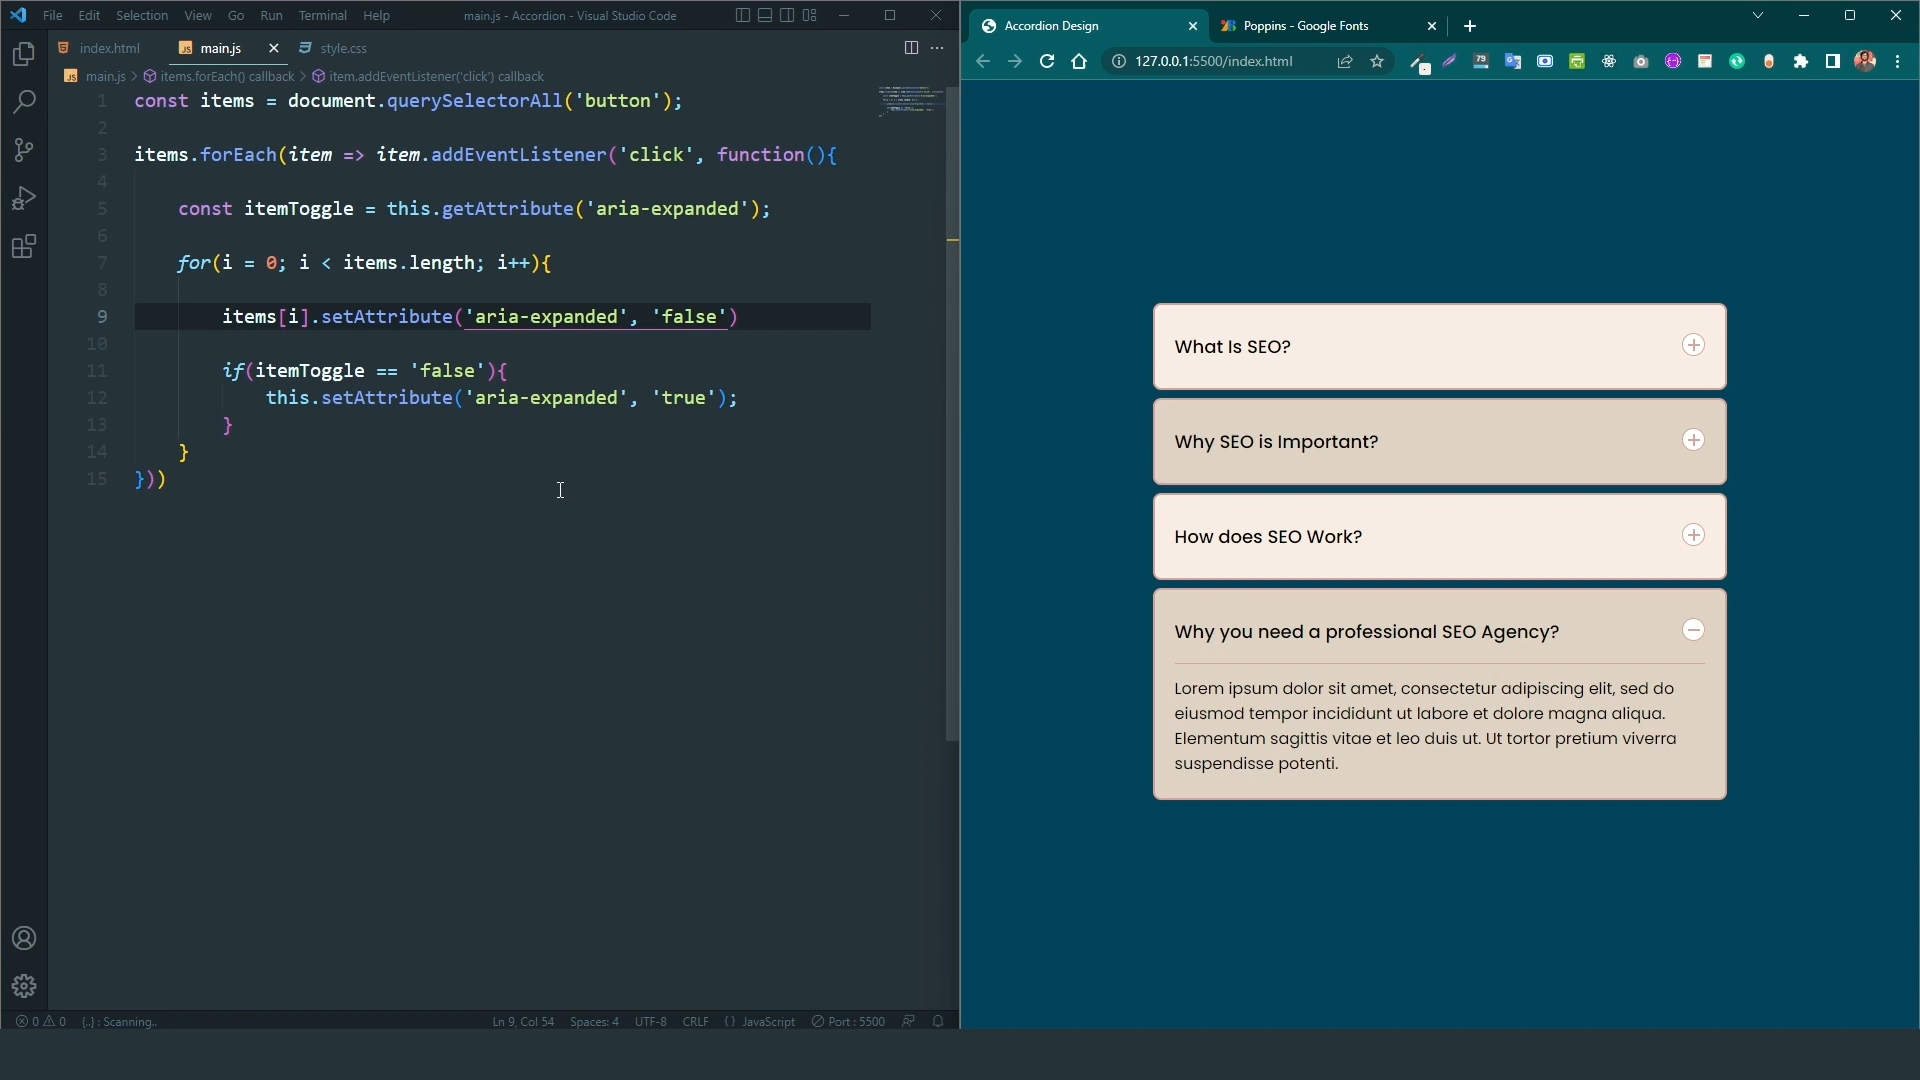 File Edit Selection View Go Run Terminal Help
main.js - Accordion - Visual Studio Code
index.html
JS main.js
style.css
JS main.js > items.forEach() callback > item.addEventListener('click') callback
1 const items = document.querySelectorAll('button');
2
3 items.forEach(item => item.addEventListener('click', function(){
4
5 const itemToggle = this.getAttribute('aria-expanded');
6
7 for(i = 0; i < items.length; i++){
8
9 items[i].setAttribute('aria-expanded', 'false')
10
11 if(itemToggle == 'false'){
12 this.setAttribute('aria-expanded', 'true');
13 }
14 }
15 }))
0 0 {..} : Scanning..
Ln 9, Col 54 Spaces: 4 UTF-8 CRLF {} JavaScript Port : 5500
Accordion Design
Poppins - Google Fonts
127.0.0.1:5500/index.html
79
What Is SEO?
Why SEO is Important?
How does SEO Work?
Why you need a professional SEO Agency?
Lorem ipsum dolor sit amet, consectetur adipiscing elit, sed do
eiusmod tempor incididunt ut labore et dolore magna aliqua.
Elementum sagittis vitae et leo duis ut. Ut tortor pretium viverra
suspendisse potenti.